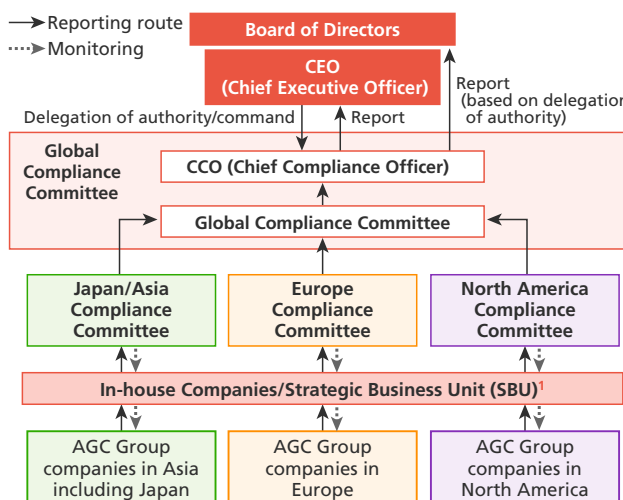 Reporting route
Monitoring
Board of Directors
CEO
(Chief Executive Officer)
Delegation of authority/command
Report
Report
(based on delegation
of authority)
Global
Compliance
Committee
CCO (Chief Compliance Officer)
Global Compliance Committee
Japan/Asia
Compliance
Committee
Europe
Compliance
Committee
North America
Compliance
Committee
In-house Companies/Strategic Business Unit (SBU)¹
AGC Group
companies in Asia
including Japan
AGC Group
companies in
Europe
AGC Group
companies in
North America